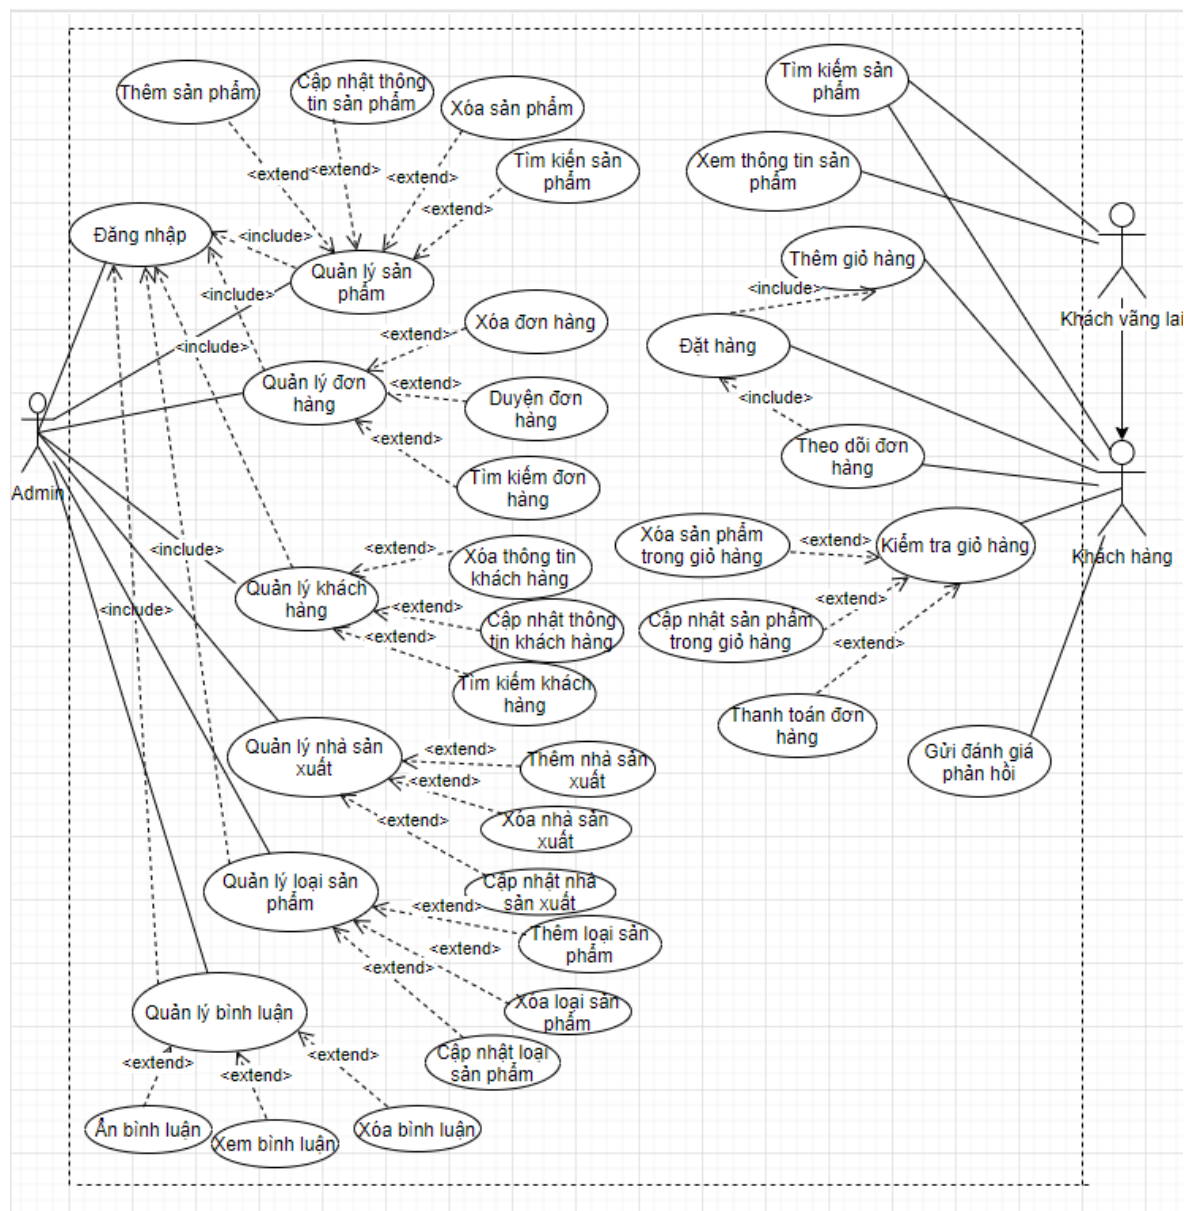 Thêm sản phẩm
Cập nhật thông
tin sản phẩm
Xóa sản phẩm
Tìm kiến sản
phẩm
<extend
<extend>
<extend>
<extend>
Đăng nhập
<include>
Quản lý sản
phẩm
<include>
<include>
Xóa đơn hàng
<extend>
Quản lý đơn
hàng
<extend>
Duyện đơn
hàng
<extend>
Tìm kiếm đơn
hàng
Admin
<include>
<extend>
Xóa thông tin
khách hàng
Quản lý khách
hàng
<extend>
Cập nhật thông
tin khách hàng
<include>
<extend>
Tìm kiếm khách
hàng
Quản lý nhà sản
xuất
<extend>
Thêm nhà sản
xuất
<extend>
Xóa nhà sản
xuất
<extend>
Cập nhật nhà
sản xuất
Quản lý loại sản
phẩm
<extend>
Thêm loại sản
phẩm
<extend>
Xóa loại sản
phẩm
<extend>
Cập nhật loại
sản phẩm
Quản lý bình luận
<extend>
<extend>
<extend>
Ẩn bình luận
Xem bình luận
Xóa bình luận
Tìm kiếm sản
phẩm
Xem thông tin sản
phẩm
Thêm giỏ hàng
<include>
Khách vãng lai
Đặt hàng
<include>
Theo dõi đơn
hàng
Xóa sản phẩm
trong giỏ hàng
<extend>
Kiểm tra giỏ hàng
Khách hàng
Cập nhật sản phẩm
trong giỏ hàng
<extend>
<extend>
Thanh toán đơn
hàng
Gửi đánh giá
phản hồi